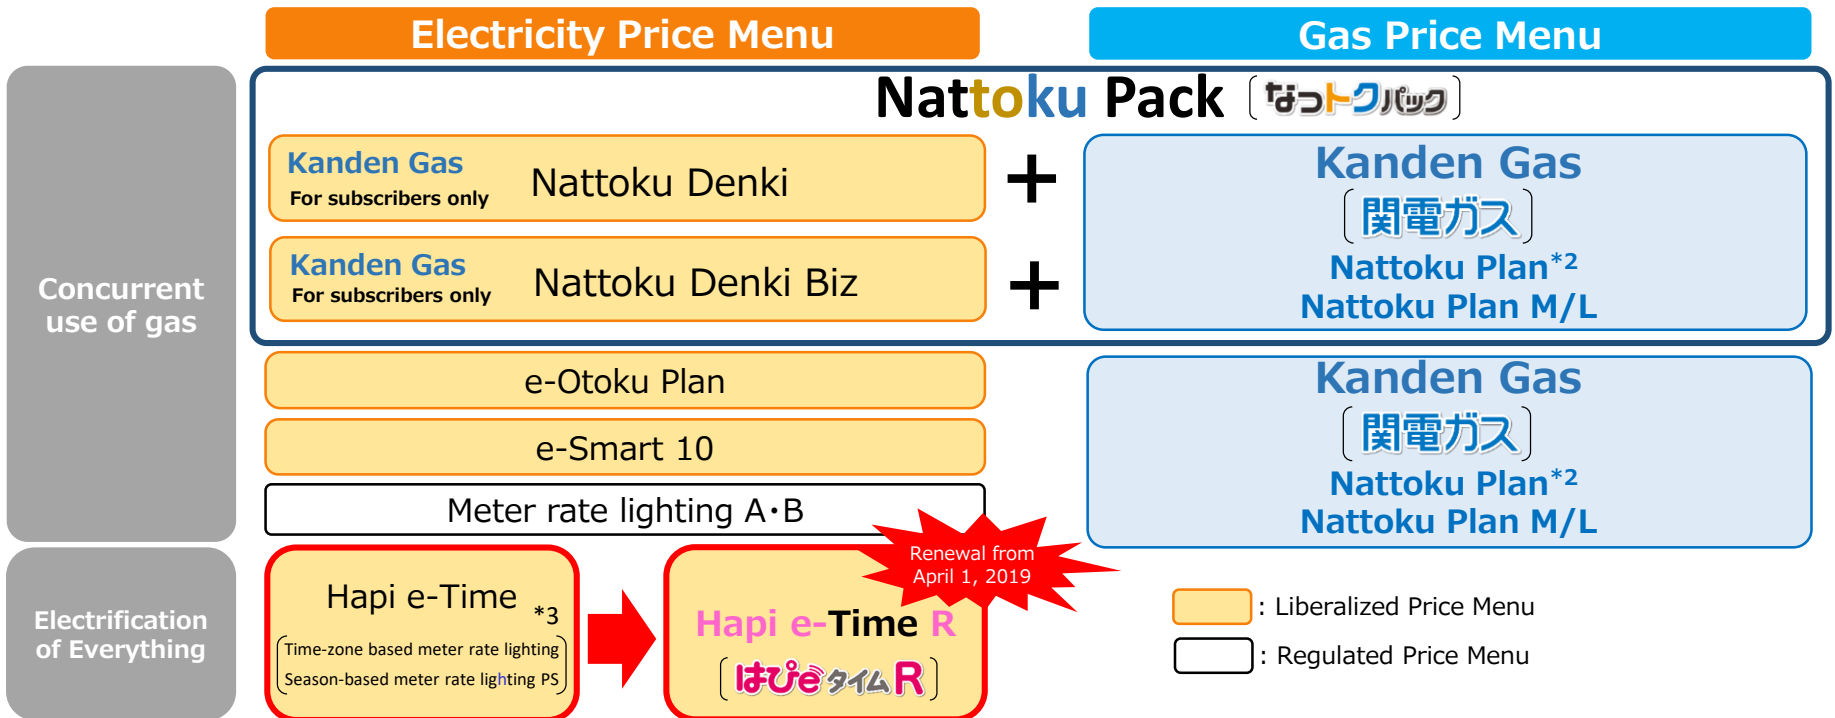 Electricity Price Menu
Gas Price Menu
Nattoku Pack
なっトクパック
Concurrent
use of gas
Kanden Gas
For subscribers only
Nattoku Denki
+
Kanden Gas
For subscribers only
Nattoku Denki Biz
+
Kanden Gas
関電ガス
Nattoku Plan*2
Nattoku Plan M/L
e-Otoku Plan
e-Smart 10
Meter rate lighting A・B
Kanden Gas
関電ガス
Nattoku Plan*2
Nattoku Plan M/L
Electrification
of Everything
Hapi e-Time
*3
Time-zone based meter rate lighting
Season-based meter rate lighting PS
Renewal from
April 1, 2019
Hapi e-Time R
はぴeタイムR
: Liberalized Price Menu
: Regulated Price Menu